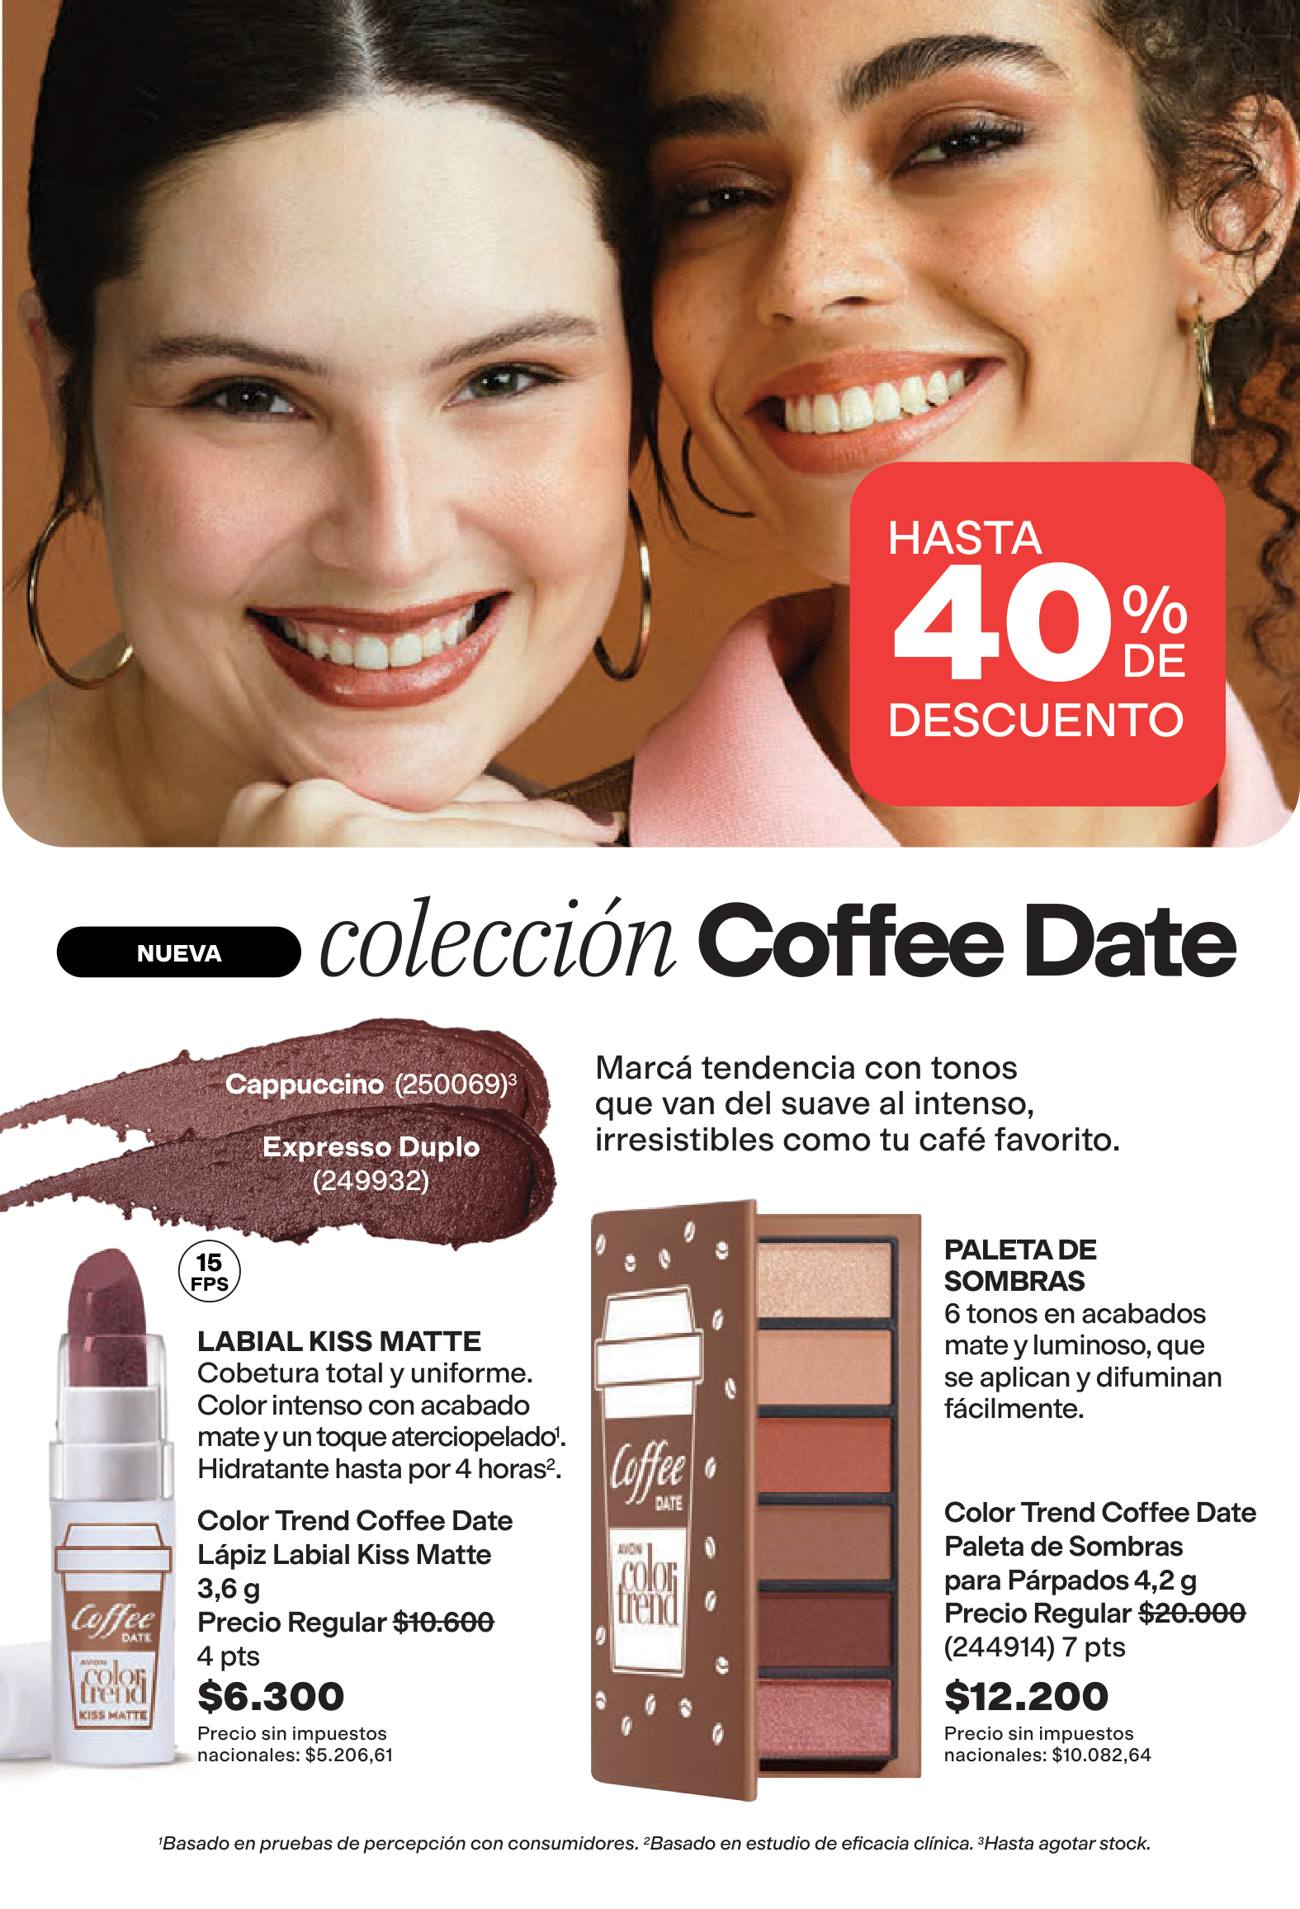 HASTA
40%
DE
DESCUENTO
NUEVA
colección Coffee Date
Cappuccino (250069)³
Expresso Duplo
(249932)
Marcá tendencia con tonos
que van del suave al intenso,
irresistibles como tu café favorito.
15
FPS
LABIAL KISS MATTE
Cobetura total y uniforme.
Color intenso con acabado
mate y un toque aterciopelado¹.
Hidratante hasta por 4 horas².
Color Trend Coffee Date
Lápiz Labial Kiss Matte
3,6 g
Precio Regular $10.600
4 pts
$6.300
Precio sin impuestos
nacionales: $5.206,61
Coffee
DATE
AVON
color
trend
KISS MATTE
Coffee
DATE
AVON
color
trend
PALETA DE
SOMBRAS
6 tonos en acabados
mate y luminoso, que
se aplican y difuminan
fácilmente.
Color Trend Coffee Date
Paleta de Sombras
para Párpados 4,2 g
Precio Regular $20.000
(244914) 7 pts
$12.200
Precio sin impuestos
nacionales: $10.082,64
¹Basado en pruebas de percepción con consumidores. ²Basado en estudio de eficacia clínica. ³Hasta agotar stock.